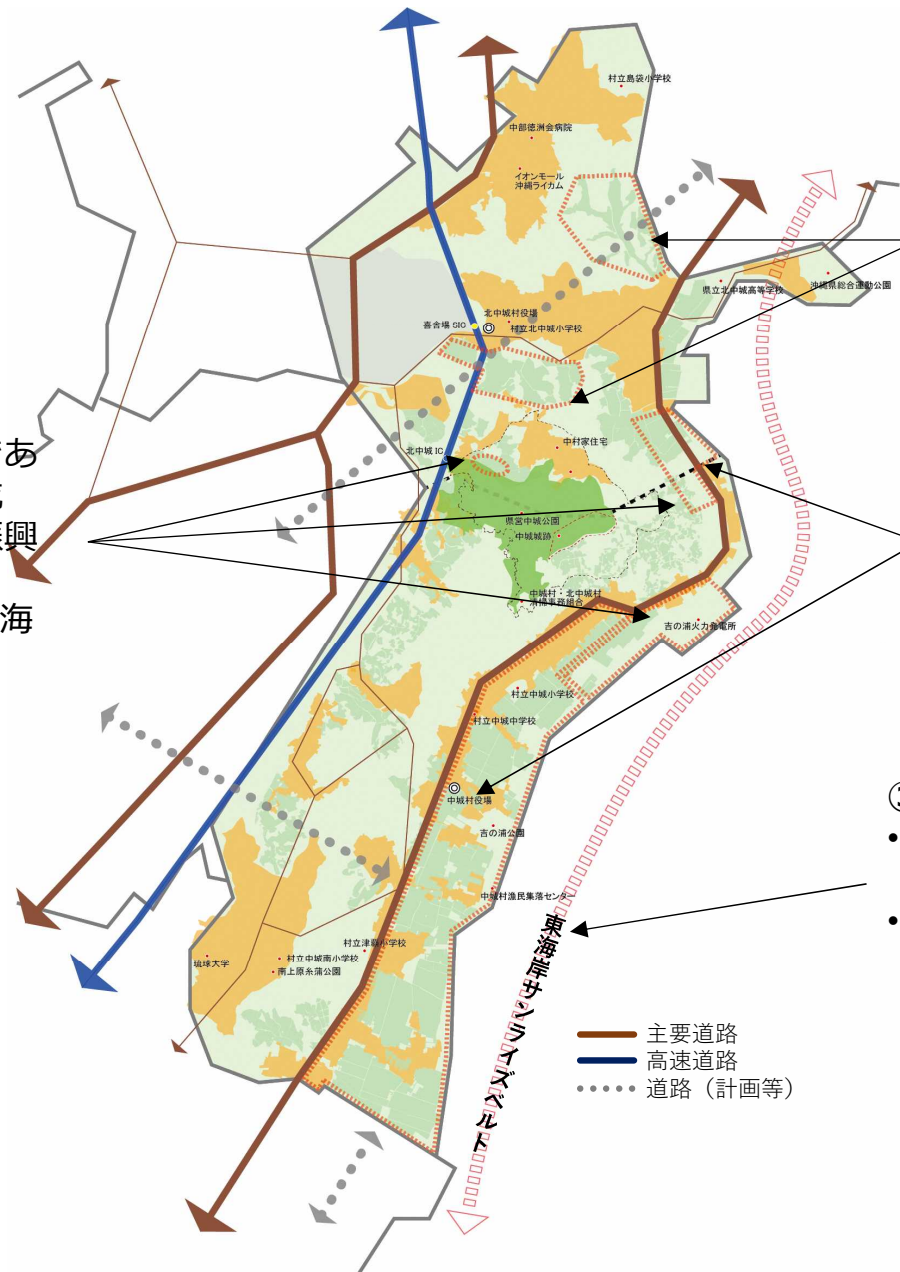 村立島袋小学校
中部徳洲会病院
イオンモール
沖縄ライカム
県立北中城高等学校
沖縄県総合運動公園
北中城村役場
喜舎場 SIC
村立北中城小学校
中村家住宅
北中城 IC
あ
興
海
県営中城公園
中城城跡
中城村・北中城村
清掃事務組合
吉の浦火力発電所
村立中城小学校
村立中城中学校
中城村役場
吉の浦公園
中城村漁民集落センター
東海岸サンライズベルト
村立津覇小学校
琉球大学
村立中城南小学校
南上原糸蒲公園
•
•
主要道路
高速道路
道路（計画等）